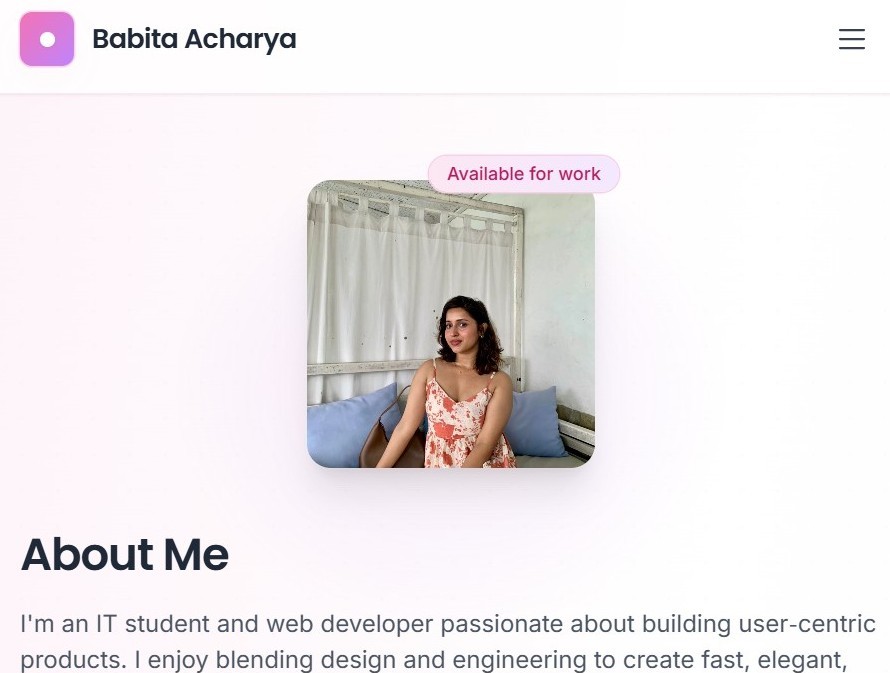 Babita Acharya
Available for work
About Me
I'm an IT student and web developer passionate about building user-centric
products. I enjoy blending design and engineering to create fast, elegant,